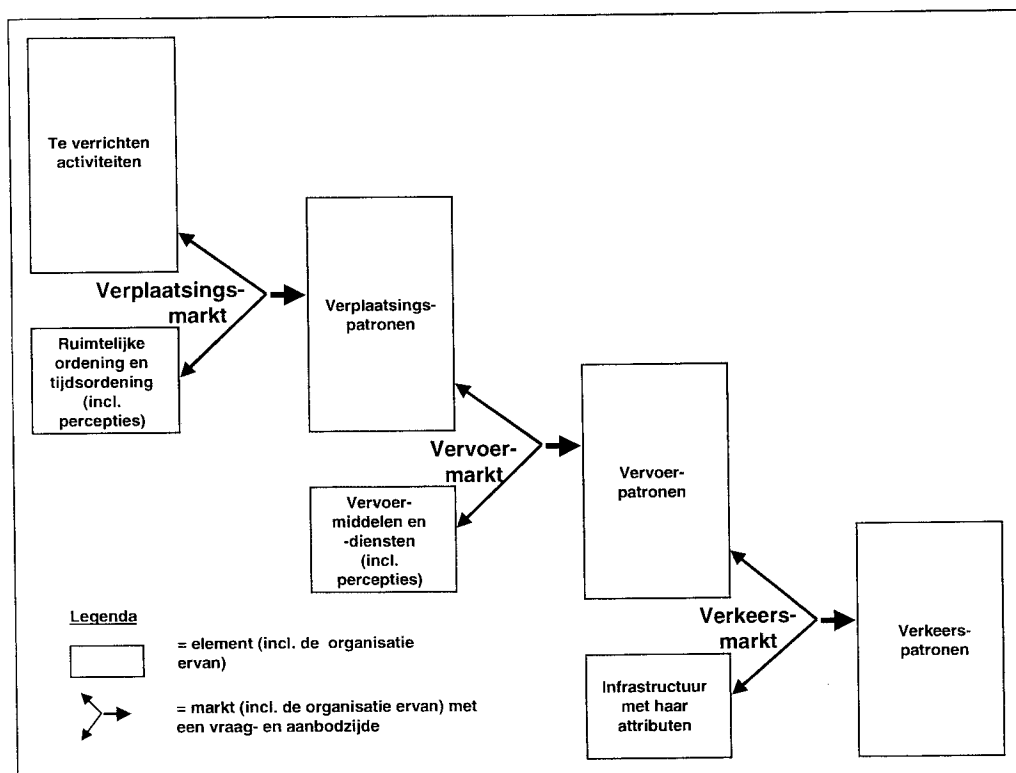 Te verrichten
activiteiten
Verplaatsings-
markt
Ruimtelijke
ordening en
tijdsordening
(incl.
percepties)
Verplaatsings-
patronen
Vervoer-
markt
Vervoer-
middelen en
-diensten
(incl.
percepties)
Vervoer-
patronen
Verkeers-
markt
Infrastructuur
met haar
attributen
Verkeers-
patronen
Legenda
= element (incl. de organisatie
ervan)
= markt (incl. de organisatie ervan) met
een vraag- en aanbodzijde